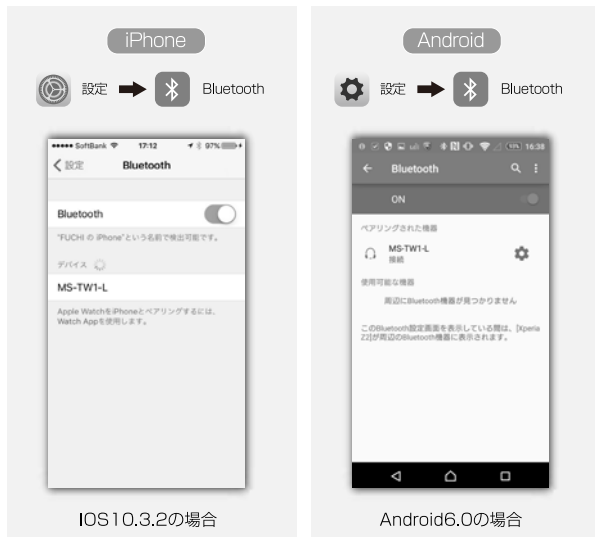 iPhone
設定
Bluetooth
SoftBank
17:12
97%
設定
Bluetooth
Bluetooth
"FUCHI の iPhone"という名前で検出可能です。
デバイス
MS-TW1-L
Apple WatchをiPhoneとペアリングするには、
Watch Appを使用します。
IOS10.3.2の場合
Android
設定
Bluetooth
16:38
Bluetooth
ON
ペアリングされた機器
MS-TW1-L
接続
使用可能な機器
周辺にBluetooth機器が見つかりません
このBluetooth設定画面を表示している間は、[Xperia
Z2]が周辺のBluetooth機器に表示されます。
Android6.0の場合